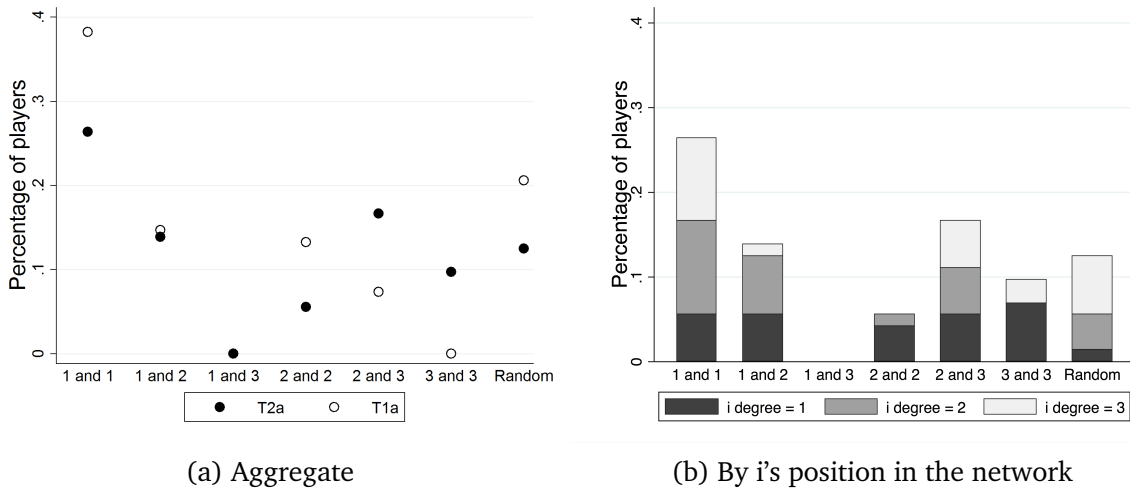 Percentage of players
.4
.3
.2
.1
0
1 and 1 1 and 2 1 and 3 2 and 2 2 and 3 3 and 3 Random
T2a T1a
(a) Aggregate
Percentage of players
.4
.3
.2
.1
0
1 and 1 1 and 2 1 and 3 2 and 2 2 and 3 3 and 3 Random
i degree = 1 i degree = 2 i degree = 3
(b) By i's position in the network